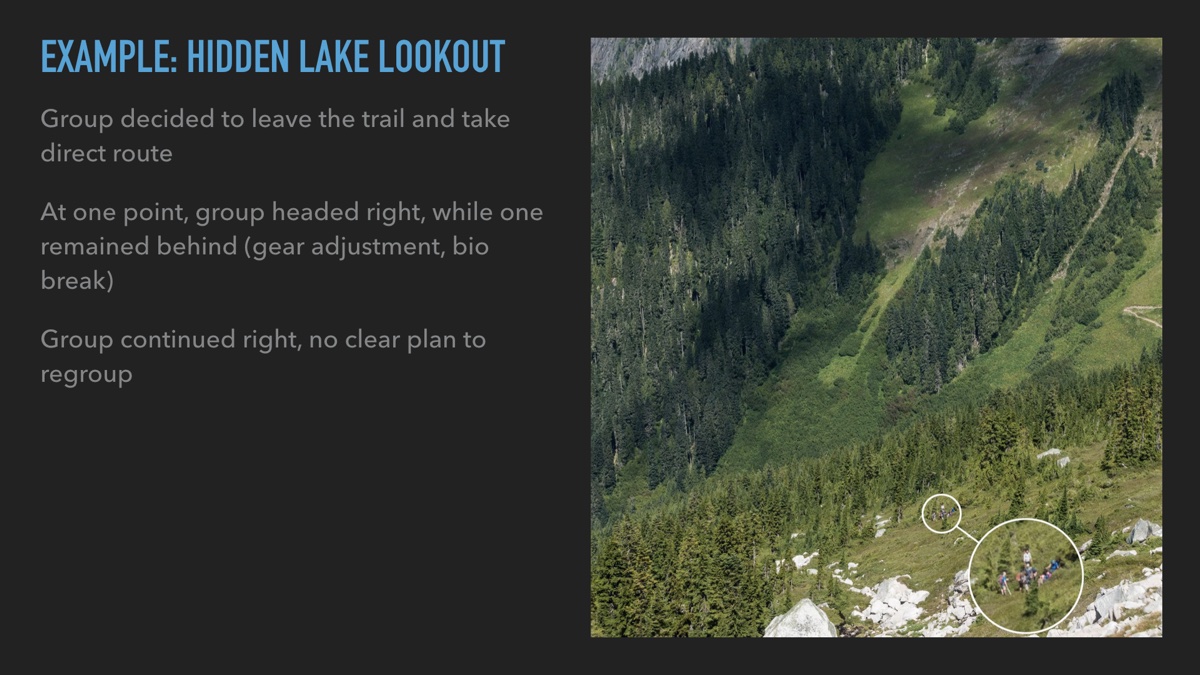 EXAMPLE: HIDDEN LAKE LOOKOUT
Group decided to leave the trail and take
direct route
At one point, group headed right, while one
remained behind (gear adjustment, bio
break)
Group continued right, no clear plan to
regroup